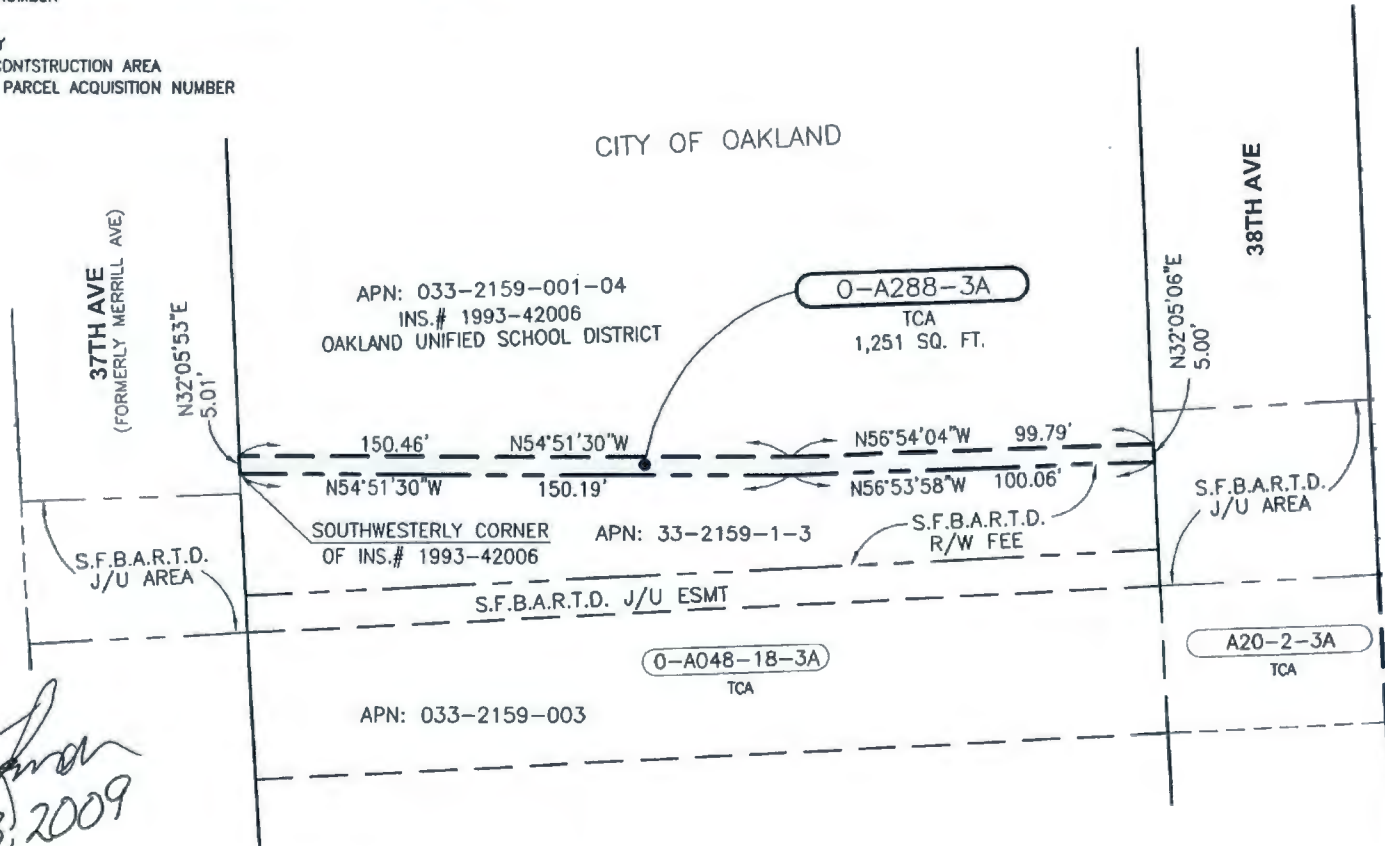 CONTSTRUCTION AREA
PARCEL ACQUISITION NUMBER
CITY OF OAKLAND
37TH AVE
(FORMERLY MERRILL AVE)
38TH AVE
APN: 033-2159-001-04
INS.# 1993-42006
OAKLAND UNIFIED SCHOOL DISTRICT
O-A288-3A
TCA
1,251 SQ. FT.
N32°05'53"E
5.01'
N32°05'06"E
5.00'
150.46' N54°51'30"W
N56°54'04"W 99.79'
N54°51'30"W 150.19'
N56°53'58"W 100.06'
SOUTHWESTERLY CORNER
OF INS.# 1993-42006
APN: 33-2159-1-3
S.F.B.A.R.T.D.
R/W FEE
S.F.B.A.R.T.D.
J/U AREA
S.F.B.A.R.T.D.
J/U AREA
S.F.B.A.R.T.D. J/U ESMT
O-A048-18-3A
TCA
A20-2-3A
TCA
APN: 033-2159-003
2009